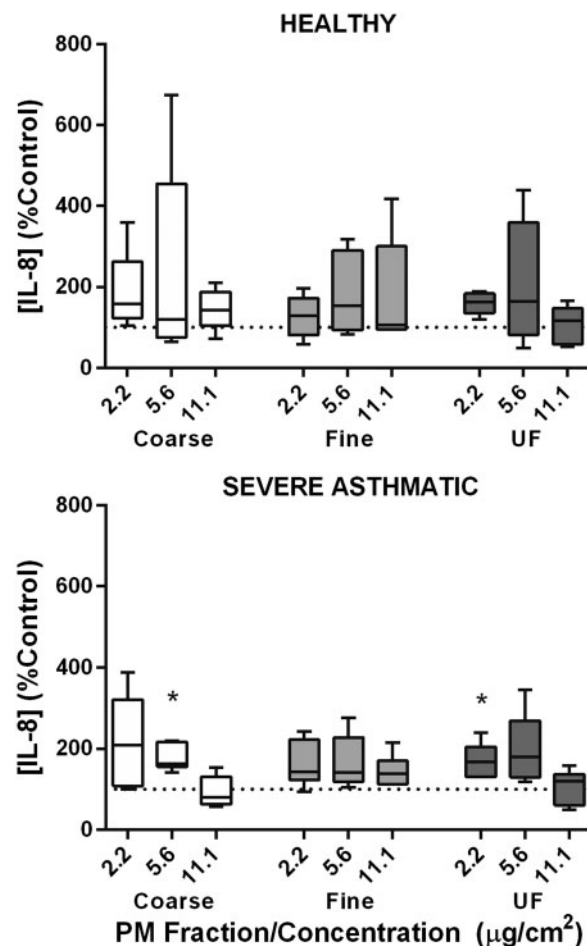 HEALTHY
[IL-8] (%Control)
800
600
400
200
0
2.2 5.6 11.1 2.2 5.6 11.1 2.2 5.6 11.1
Coarse Fine UF
SEVERE ASTHMATIC
[IL-8] (%Control)
800
600
400
200
0
* *
2.2 5.6 11.1 2.2 5.6 11.1 2.2 5.6 11.1
Coarse Fine UF
PM Fraction/Concentration (μg/cm²)